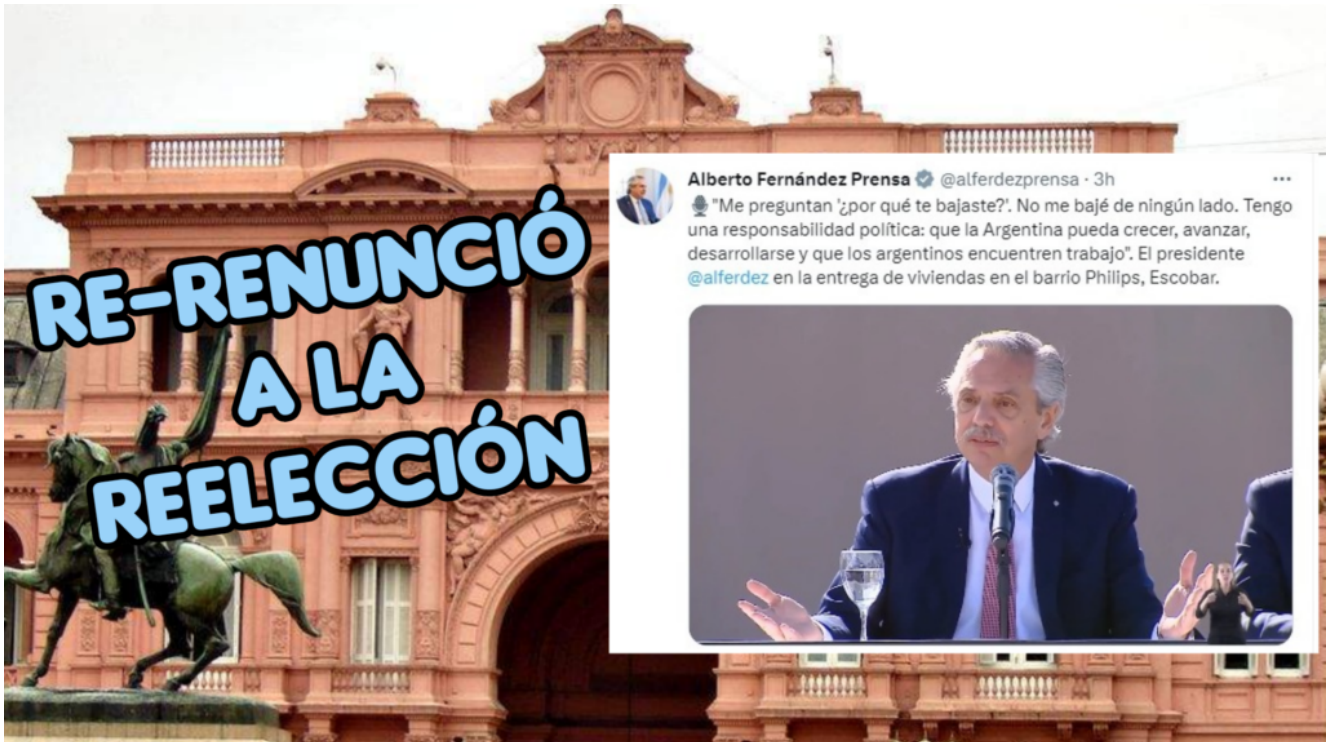 RE-RENUNCIÓ
A LA
REELECCIÓN
Alberto Fernández Prensa @alferdezprensa · 3h
"Me preguntan '¿por qué te bajaste?'. No me bajé de ningún lado. Tengo
una responsabilidad política: que la Argentina pueda crecer, avanzar,
desarrollarse y que los argentinos encuentren trabajo". El presidente
@alferdez en la entrega de viviendas en el barrio Philips, Escobar.